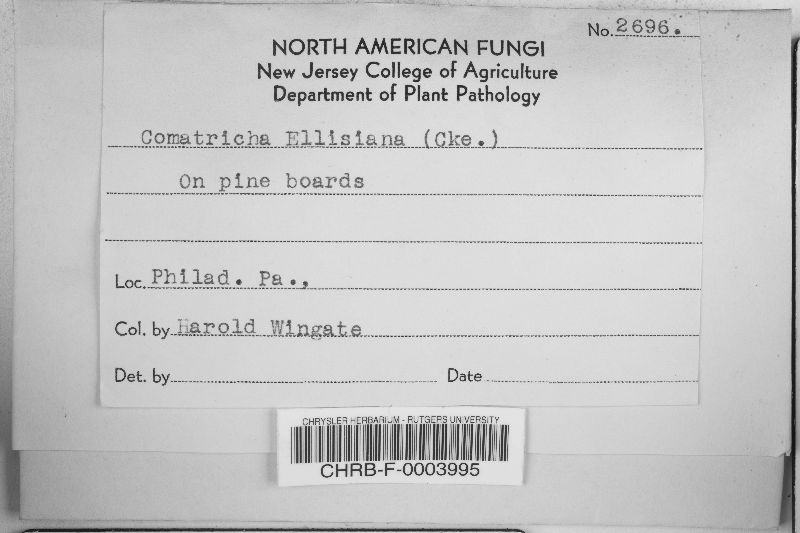 No. 2696.
NORTH AMERICAN FUNGI
New Jersey College of Agriculture
Department of Plant Pathology
Comatricha Ellisiana (Cke.)
On pine boards
Loc. Philad. Pa.,
Col. by Harold Wingate
Det. by
Date
CHRYSLER HERBARIUM - RUTGERS UNIVERSITY
CHRB-F-0003995